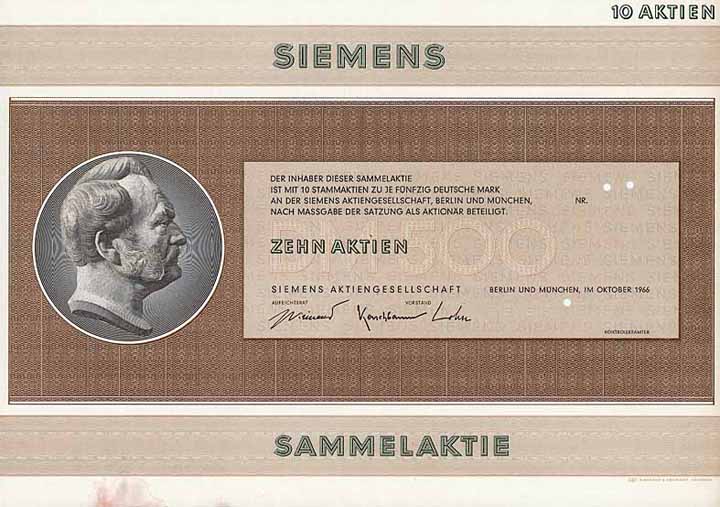 10 AKTIEN
SIEMENS
DER INHABER DIESER SAMMELAKTIE
IST MIT 10 STAMMAKTIEN ZU JE FÜNFZIG DEUTSCHE MARK
AN DER SIEMENS AKTIENGESELLSCHAFT, BERLIN UND MÜNCHEN, NR.
NACH MASSGABE DER SATZUNG ALS AKTIONÄR BETEILIGT.
DM 500
ZEHN AKTIEN
SIEMENS AKTIENGESELLSCHAFT BERLIN UND MÜNCHEN, IM OKTOBER 1966
AUFSICHTSRAT VORSTAND
KONTROLLBEAMTER
SAMMELAKTIE